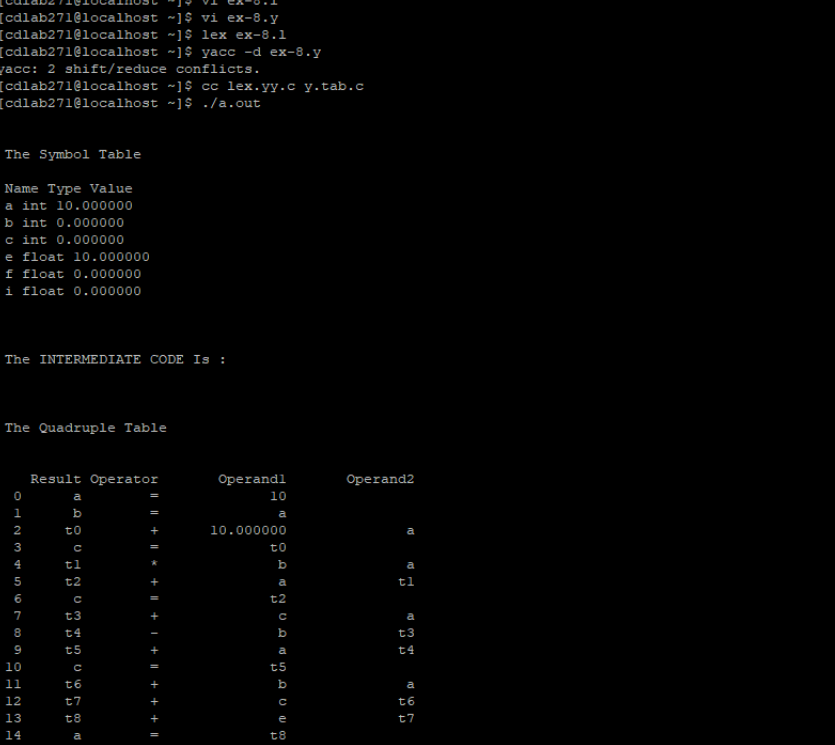 [cdlab271@localhost ~]$ vi ex-8.l
[cdlab271@localhost ~]$ vi ex-8.y
[cdlab271@localhost ~]$ lex ex-8.l
[cdlab271@localhost ~]$ yacc -d ex-8.y
yacc: 2 shift/reduce conflicts.
[cdlab271@localhost ~]$ cc lex.yy.c y.tab.c
[cdlab271@localhost ~]$ ./a.out
The Symbol Table
Name Type Value
a int 10.000000
b int 0.000000
c int 0.000000
e float 10.000000
f float 0.000000
i float 0.000000
The INTERMEDIATE CODE Is :
The Quadruple Table
Result Operator Operand1 Operand2
0 a = 10
1 b = a
2 t0 + 10.000000 a
3 c = t0
4 t1 * b a
5 t2 + a t1
6 c = t2
7 t3 + c a
8 t4 - b t3
9 t5 + a t4
10 c = t5
11 t6 + b a
12 t7 + c t6
13 t8 + e t7
14 a = t8